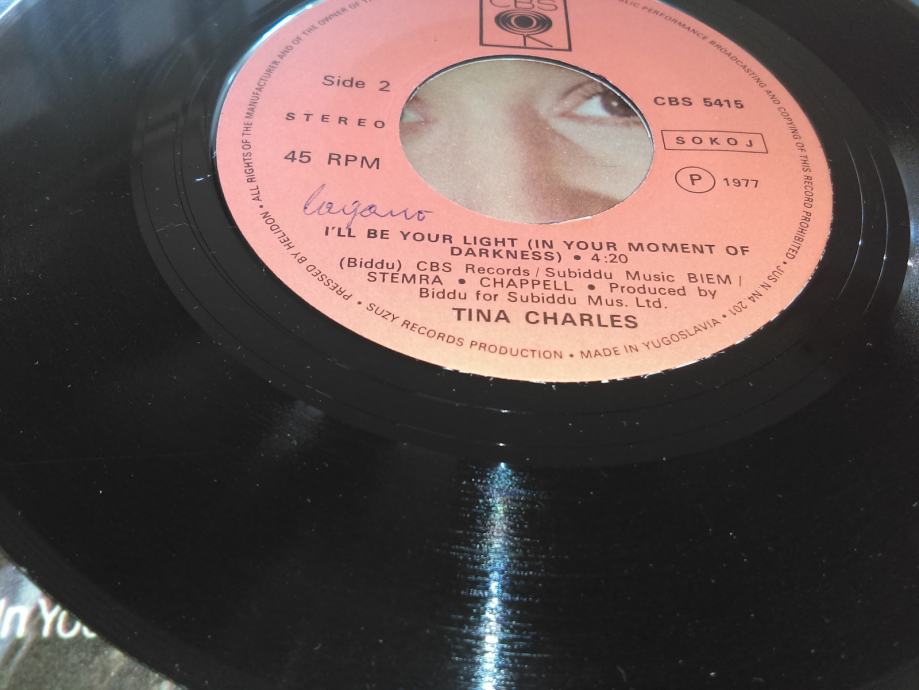 CBS
Side 2
STEREO
45 RPM
CBS 5415
SOKOJ
P 1977
lagano
I'LL BE YOUR LIGHT (IN YOUR MOMENT OF
DARKNESS) • 4:20
(Biddu) CBS Records / Subiddu Music BIEM /
STEMRA • CHAPPELL • Produced by
Biddu for Subiddu Mus. Ltd.
TINA CHARLES
• ALL RIGHTS OF THE MANUFACTURER AND OF THE OWNER OF
PUBLIC PERFORMANCE BROADCASTING AND COPYING OF THIS RECORD PROHIBITED • JUS N N4 201 •
• PRESSED BY HELIDON
• SUZY RECORDS PRODUCTION • MADE IN YUGOSLAVIA
In You